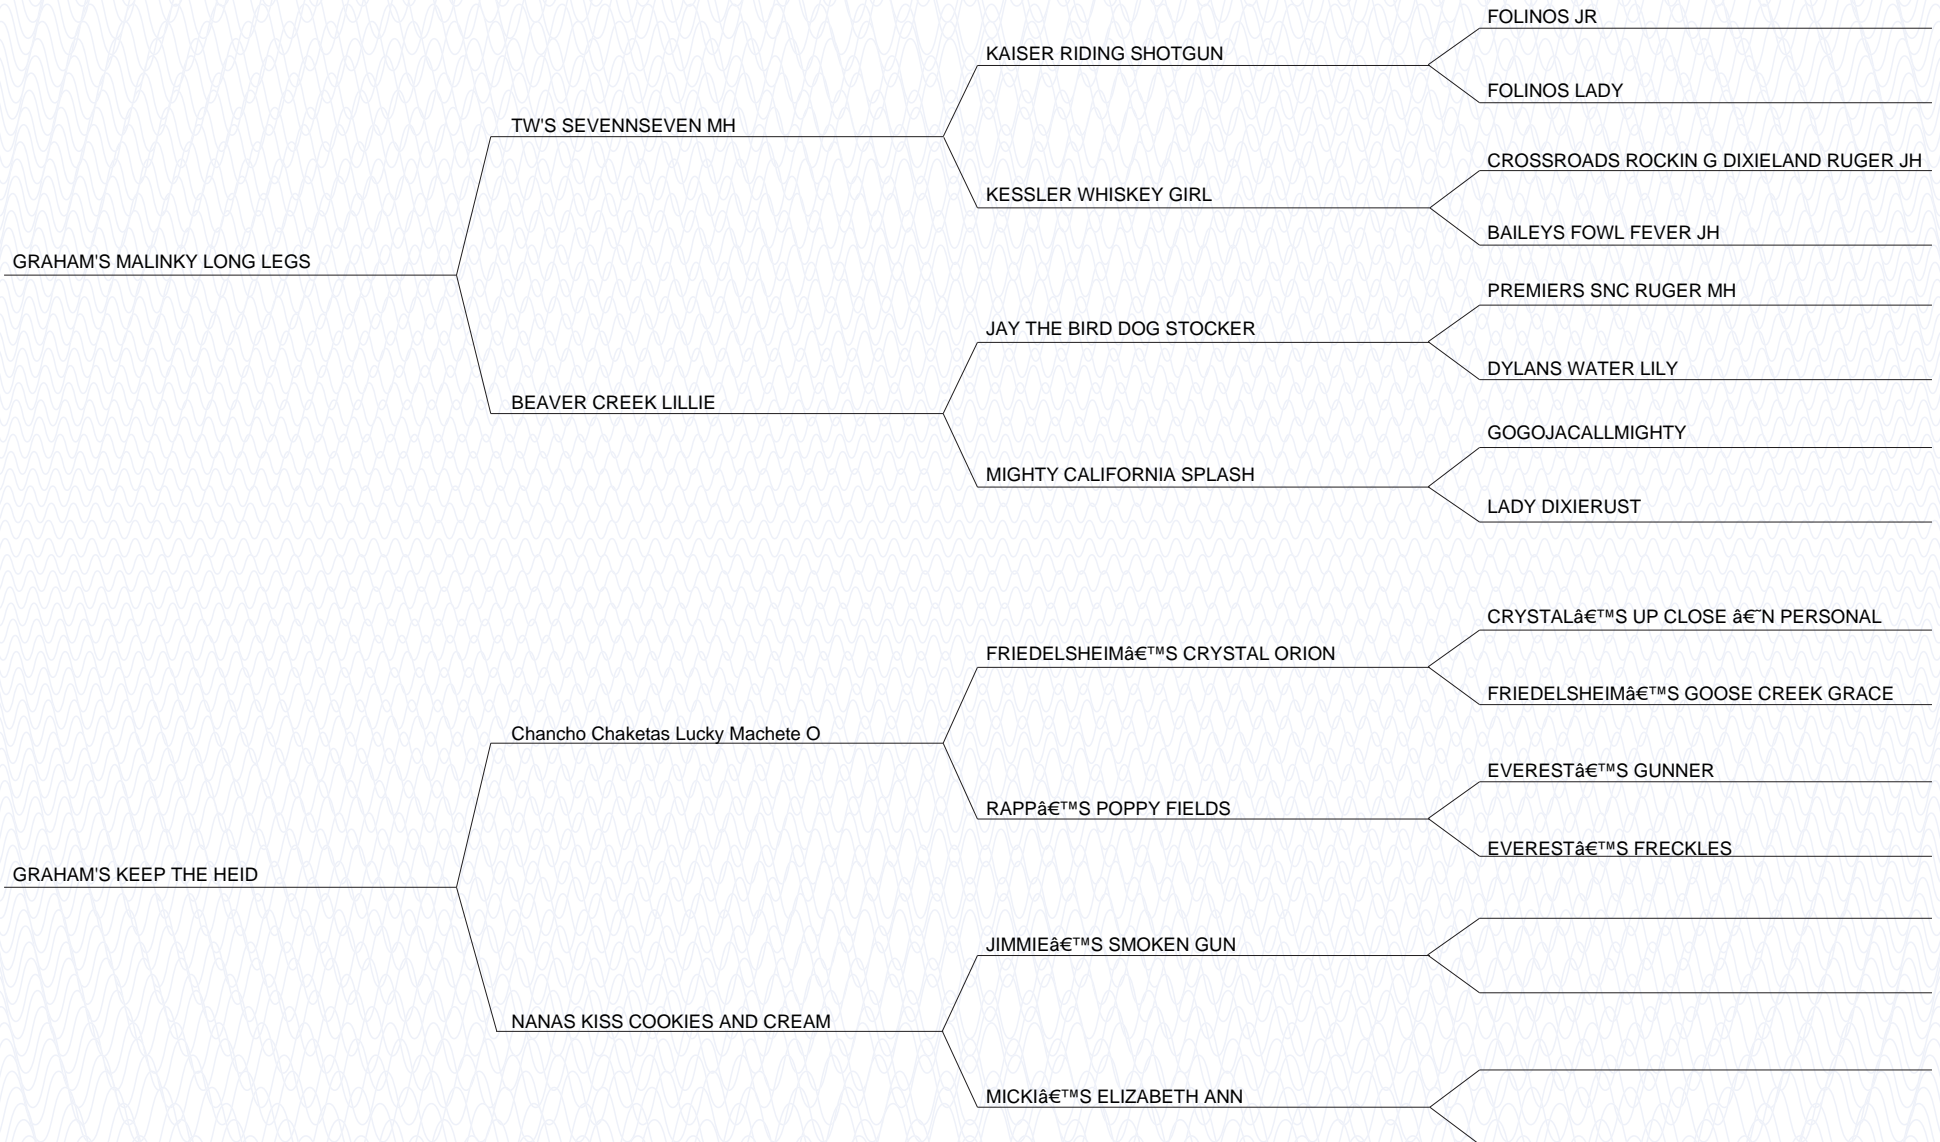 FOLINOS JR
KAISER RIDING SHOTGUN
FOLINOS LADY
TW'S SEVENNSEVEN MH
CROSSROADS ROCKIN G DIXIELAND RUGER JH
KESSLER WHISKEY GIRL
BAILEYS FOWL FEVER JH
GRAHAM'S MALINKY LONG LEGS
PREMIERS SNC RUGER MH
JAY THE BIRD DOG STOCKER
DYLANS WATER LILY
BEAVER CREEK LILLIE
GOGOJACALLMIGHTY
MIGHTY CALIFORNIA SPLASH
LADY DIXIERUST
CRYSTALâ€™S UP CLOSE â€˜N PERSONAL
FRIEDELSHEIMâ€™S CRYSTAL ORION
FRIEDELSHEIMâ€™S GOOSE CREEK GRACE
Chancho Chaketas Lucky Machete O
EVERESTâ€™S GUNNER
RAPPâ€™S POPPY FIELDS
EVERESTâ€™S FRECKLES
GRAHAM'S KEEP THE HEID
JIMMIEâ€™S SMOKEN GUN
NANAS KISS COOKIES AND CREAM
MICKIâ€™S ELIZABETH ANN